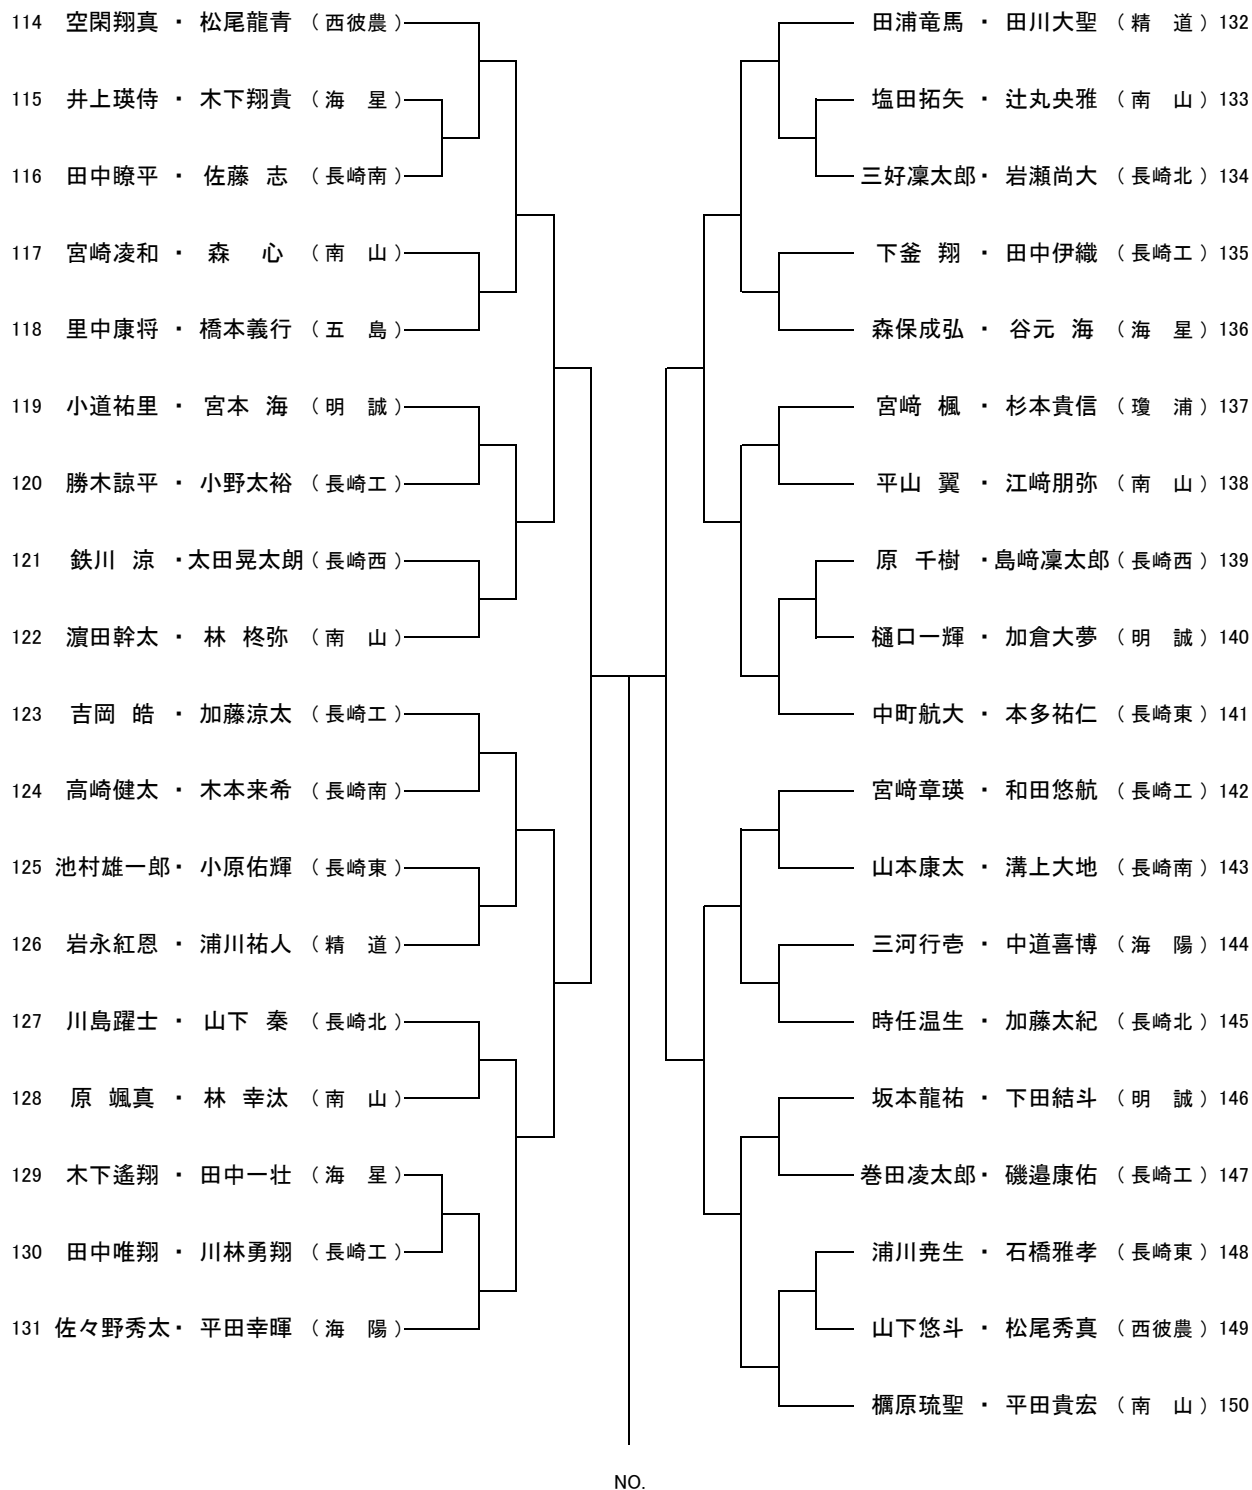 114 空閑翔真 ・ 松尾龍青 （西彼農）
115 井上瑛侍 ・ 木下翔貴 （海　星）
116 田中瞭平 ・ 佐藤　志 （長崎南）
117 宮崎凌和 ・ 森　心 （南　山）
118 里中康将 ・ 橋本義行 （五　島）
119 小道祐里 ・ 宮本　海 （明　誠）
120 勝木諒平 ・ 小野太裕 （長崎工）
121 鉄川　涼 ・太田晃太朗（長崎西）
122 濵田幹太 ・ 林　柊弥 （南　山）
123 吉岡　皓 ・ 加藤涼太 （長崎工）
124 高崎健太 ・ 木本来希 （長崎南）
125 池村雄一郎・ 小原佑輝 （長崎東）
126 岩永紅恩 ・ 浦川祐人 （精　道）
127 川島躍士 ・ 山下　秦 （長崎北）
128 原　颯真 ・ 林　幸汰 （南　山）
129 木下遙翔 ・ 田中一壮 （海　星）
130 田中唯翔 ・ 川林勇翔 （長崎工）
131 佐々野秀太・ 平田幸暉 （海　陽）
田浦竜馬 ・ 田川大聖 （精　道）132
塩田拓矢 ・ 辻丸央雅 （南　山）133
三好凜太郎・ 岩瀬尚大 （長崎北）134
下釜　翔 ・ 田中伊織 （長崎工）135
森保成弘 ・ 谷元　海 （海　星）136
宮﨑　楓 ・ 杉本貴信 （瓊　浦）137
平山　翼 ・ 江﨑朋弥 （南　山）138
原　千樹 ・島﨑凜太郎（長崎西）139
樋口一輝 ・ 加倉大夢 （明　誠）140
中町航大 ・ 本多祐仁 （長崎東）141
宮﨑章瑛 ・ 和田悠航 （長崎工）142
山本康太 ・ 溝上大地 （長崎南）143
三河行壱 ・ 中道喜博 （海　陽）144
時任温生 ・ 加藤太紀 （長崎北）145
坂本龍祐 ・ 下田結斗 （明　誠）146
巻田凌太郎・ 磯邉康佑 （長崎工）147
浦川尭生 ・ 石橋雅孝 （長崎東）148
山下悠斗 ・ 松尾秀真 （西彼農）149
櫔原琉聖 ・ 平田貴宏 （南　山）150
NO.